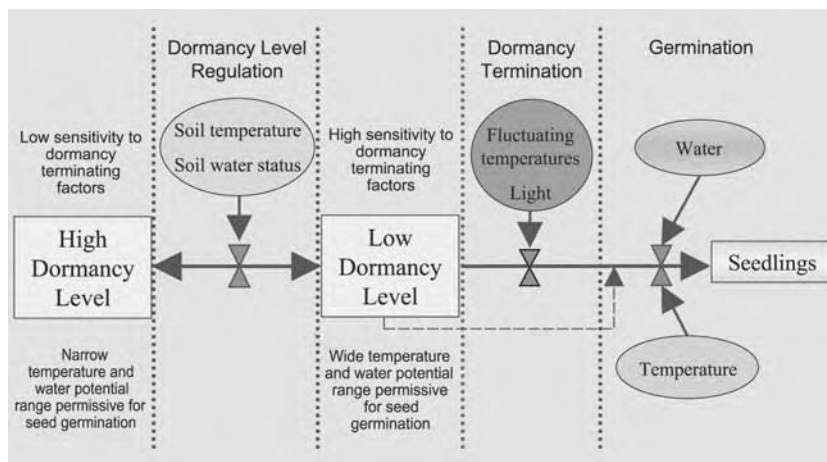 Dormancy Level
Regulation
Dormancy
Termination
Germination
Low sensitivity to
dormancy
terminating
factors
Soil temperature
Soil water status
High sensitivity to
dormancy
terminating
factors
Fluctuating
temperatures
Light
Water
High
Dormancy
Level
Low
Dormancy
Level
Seedlings
Narrow
temperature and
water potential
range permissive for
seed germination
Wide temperature
and water potential
range permissive
for seed
germination
Temperature